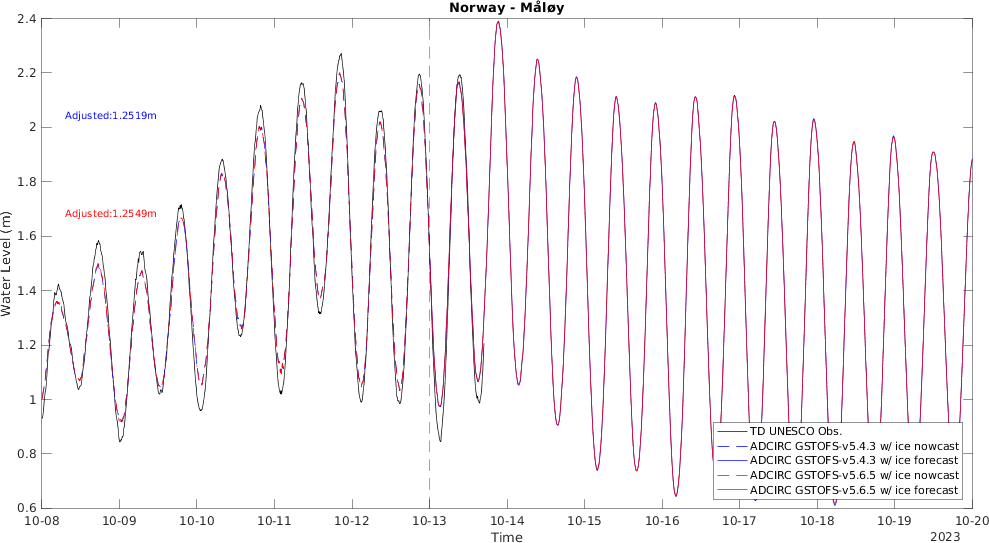 Norway - Måløy
2.4
2.2
2
1.8
1.6
1.4
1.2
1
0.8
0.6
Water Level (m)
Adjusted:1.2519m
Adjusted:1.2549m
TD UNESCO Obs.
ADCIRC GSTOFS-v5.4.3 w/ ice nowcast
ADCIRC GSTOFS-v5.4.3 w/ ice forecast
ADCIRC GSTOFS-v5.6.5 w/ ice nowcast
ADCIRC GSTOFS-v5.6.5 w/ ice forecast
10-08 10-09 10-10 10-11 10-12 10-13 10-14 10-15 10-16 10-17 10-18 10-19 10-20
Time
2023